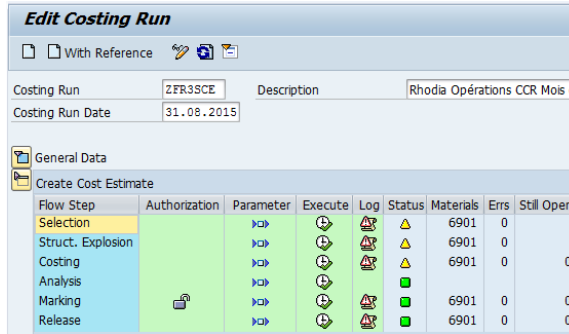 Edit Costing Run
With Reference
Costing Run ZFR3SCE Description Rhodia Opérations CCR Mois
Costing Run Date 31.08.2015
General Data
Create Cost Estimate
Flow Step Authorization Parameter Execute Log Status Materials Errs Still Oper
Selection 6901 0
Struct. Explosion 6901 0
Costing 6901 0 0
Analysis
Marking 6901 0 0
Release 6901 0 0